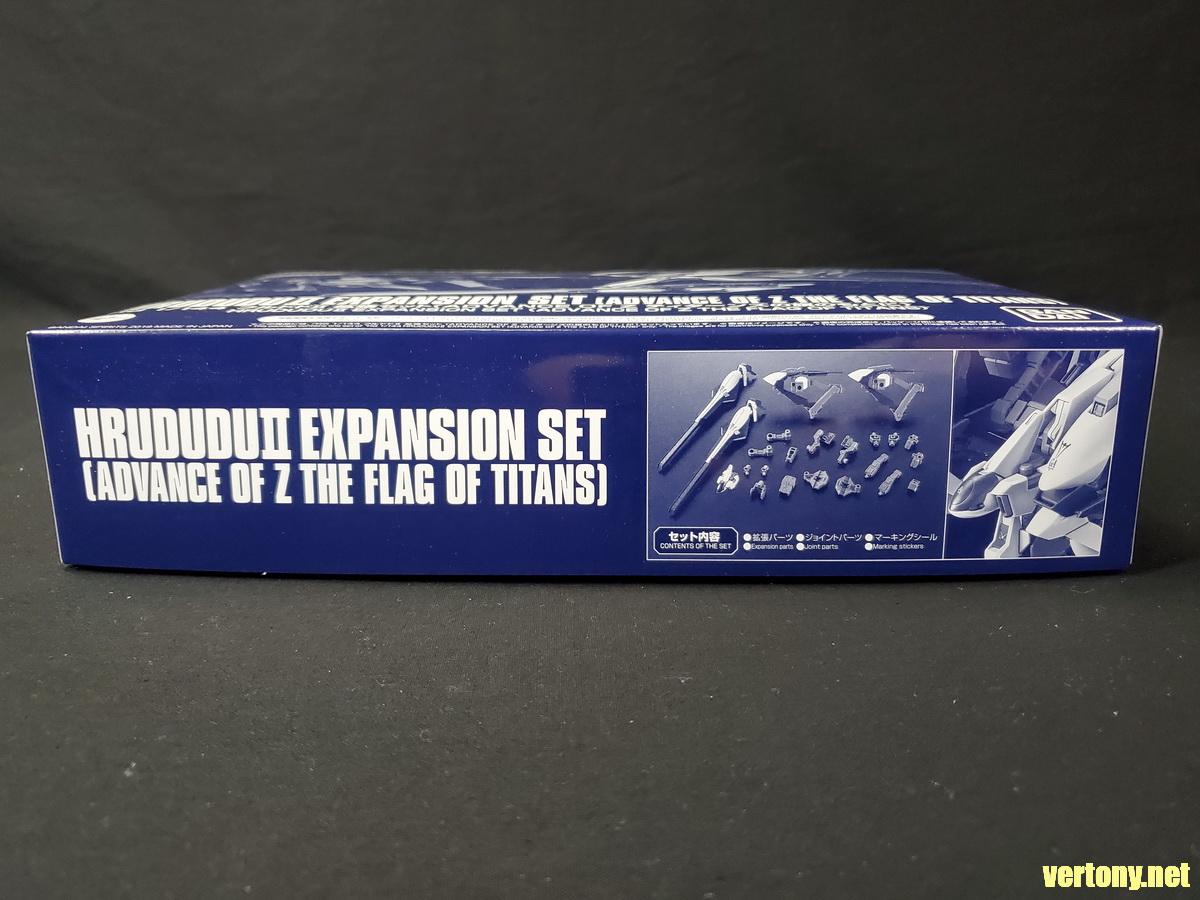 HRUDUDUⅡ EXPANSION SET (ADVANCE OF Z THE FLAG OF TITANS)
HRUDUDUⅡ EXPANSION SET
(ADVANCE OF Z THE FLAG OF TITANS)
セット内容
CONTENTS OF THE SET
●拡張パーツ ●ジョイントパーツ ●マーキングシール
●Expansion parts ●Joint parts ●Marking stickers
vertony.net